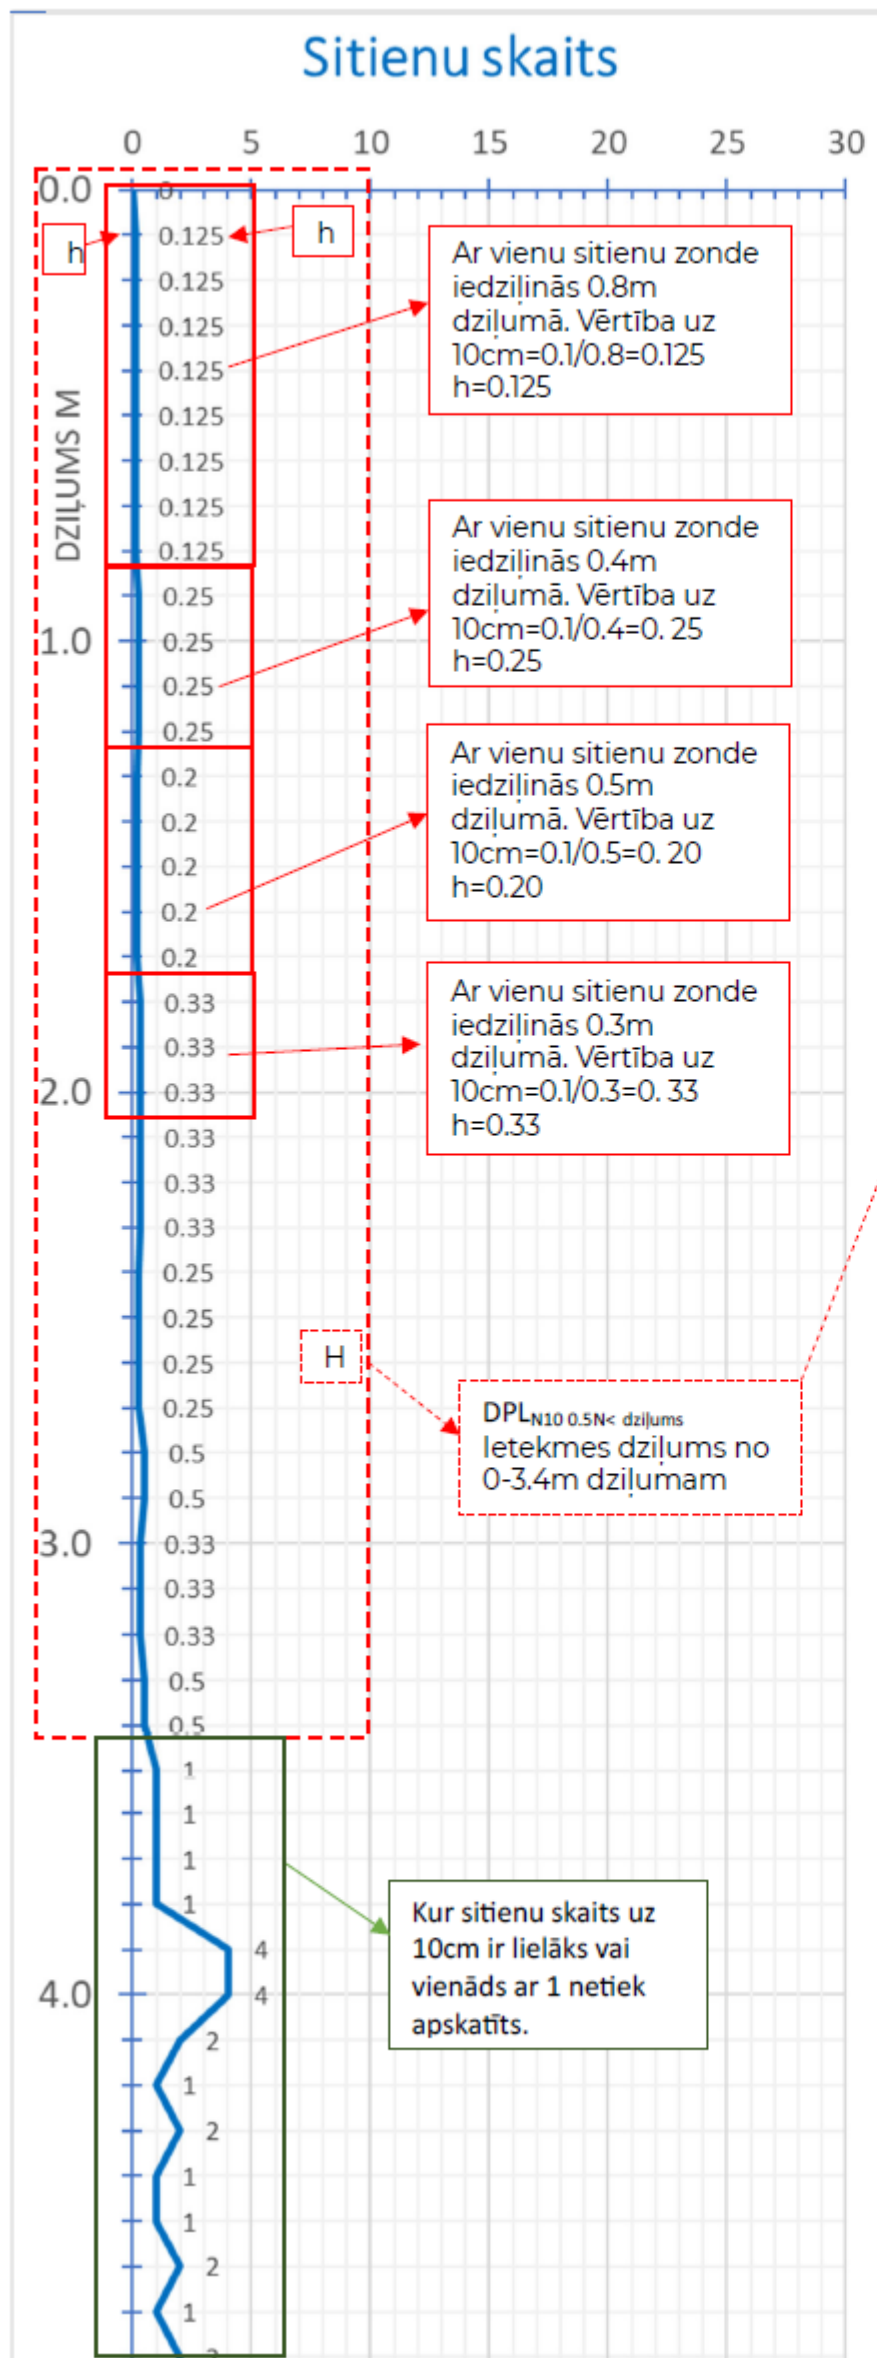 Sitienu skaits
0 5 10 15 20 25 30
0.0
0
h
0.125
h
0.125
0.125
0.125
0.125
0.125
0.125
0.125
DZIĻUMS M
Ar vienu sitienu zonde
iedziļinās 0.8m
dziļumā. Vērtība uz
10cm=0.1/0.8=0.125
h=0.125
0.25
1.0
0.25
0.25
0.25
Ar vienu sitienu zonde
iedziļinās 0.4m
dziļumā. Vērtība uz
10cm=0.1/0.4=0. 25
h=0.25
0.2
0.2
0.2
0.2
0.2
Ar vienu sitienu zonde
iedziļinās 0.5m
dziļumā. Vērtība uz
10cm=0.1/0.5=0. 20
h=0.20
0.33
0.33
2.0
0.33
Ar vienu sitienu zonde
iedziļinās 0.3m
dziļumā. Vērtība uz
10cm=0.1/0.3=0. 33
h=0.33
0.33
0.33
0.33
0.25
0.25
0.25
0.25
H
DPLN10 0.5N< dziļums
Ietekmes dziļums no
0-3.4m dziļumam
0.5
0.5
3.0
0.33
0.33
0.33
0.5
0.5
1
1
1
1
4
4.0
4
2
1
2
1
1
2
1
Kur sitienu skaits uz
10cm ir lielāks vai
vienāds ar 1 netiek
apskatīts.